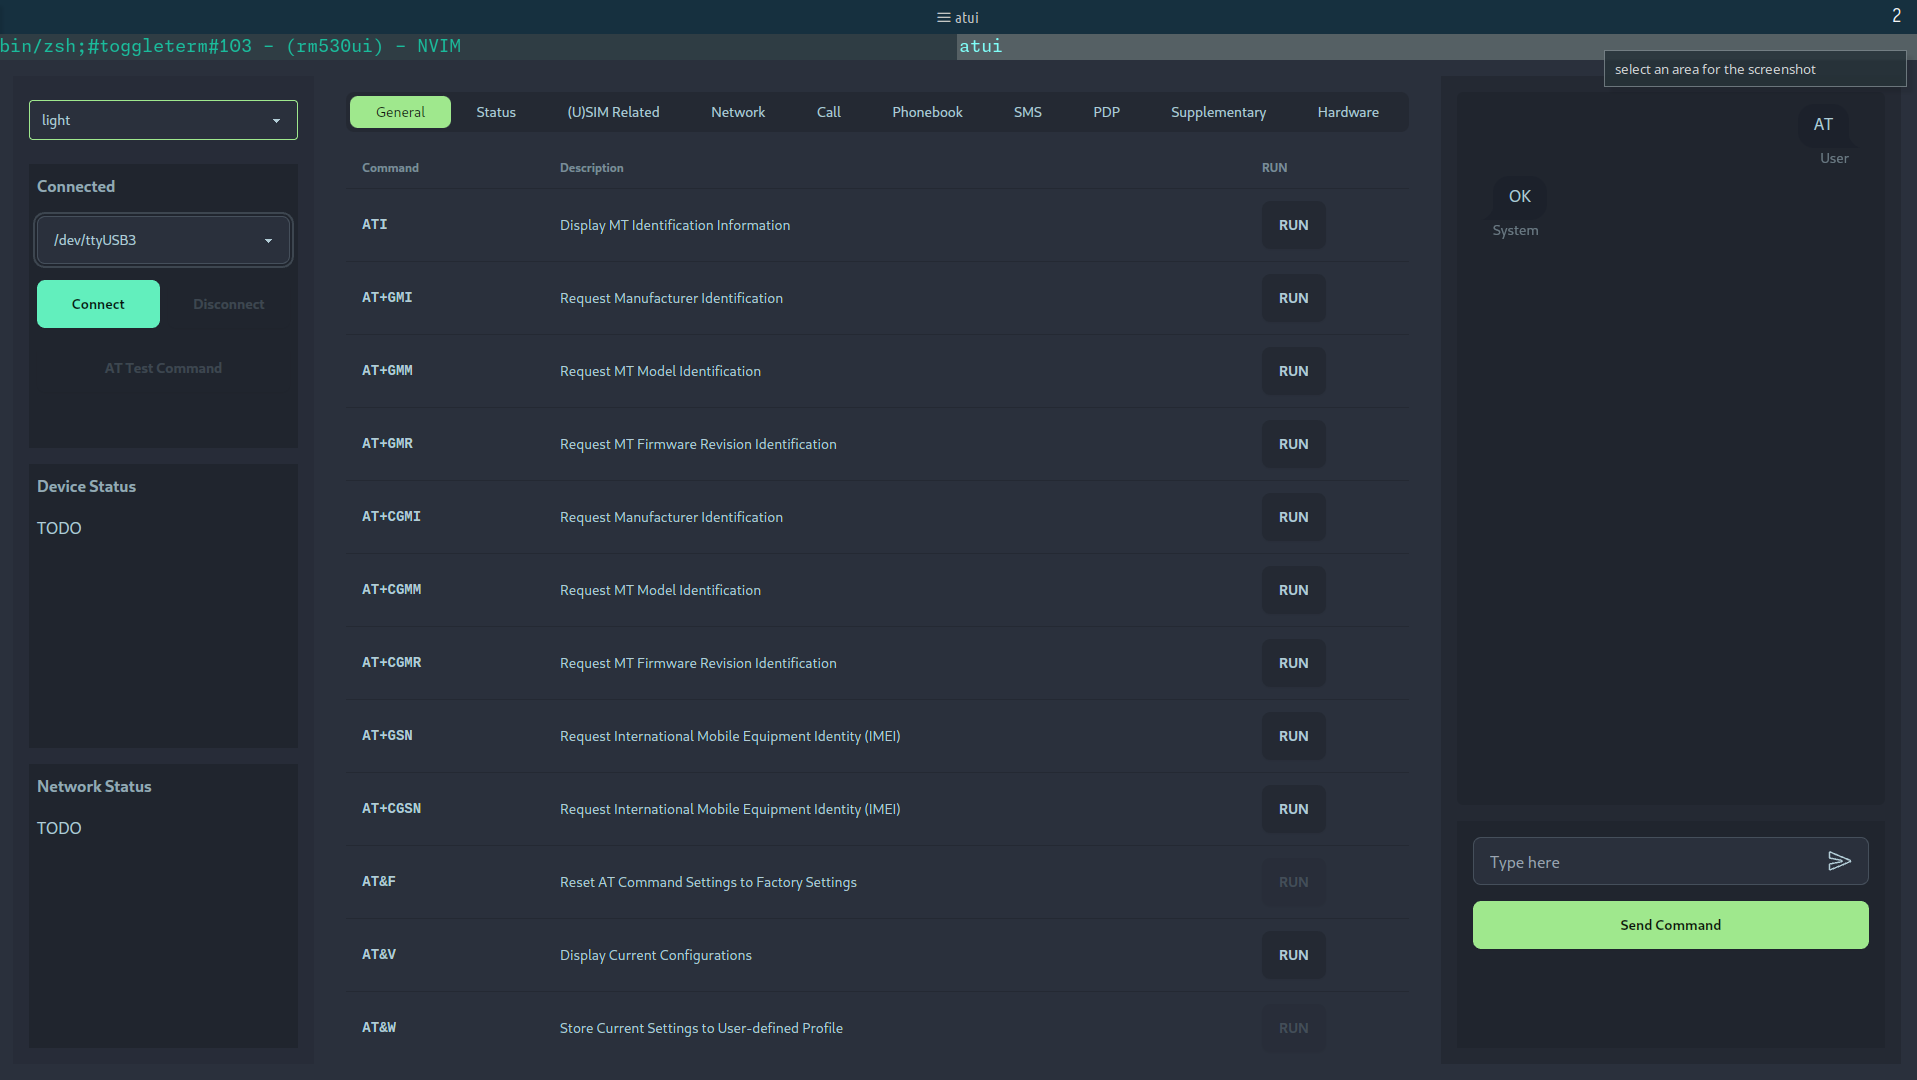 atui
2
bin/zsh;#toggleterm#103 - (rm530ui) - NVIM
atui
select an area for the screenshot
light
Connected
/dev/ttyUSB3
Connect
Disconnect
AT Test Command
Device Status
TODO
Network Status
TODO
General Status (U)SIM Related Network Call Phonebook SMS PDP Supplementary Hardware
Command Description RUN
ATI Display MT Identification Information RUN
AT+GMI Request Manufacturer Identification RUN
AT+GMM Request MT Model Identification RUN
AT+GMR Request MT Firmware Revision Identification RUN
AT+CGMI Request Manufacturer Identification RUN
AT+CGMM Request MT Model Identification RUN
AT+CGMR Request MT Firmware Revision Identification RUN
AT+GSN Request International Mobile Equipment Identity (IMEI) RUN
AT+CGSN Request International Mobile Equipment Identity (IMEI) RUN
AT&F Reset AT Command Settings to Factory Settings RUN
AT&V Display Current Configurations RUN
AT&W Store Current Settings to User-defined Profile RUN
AT
User
OK
System
Type here
Send Command